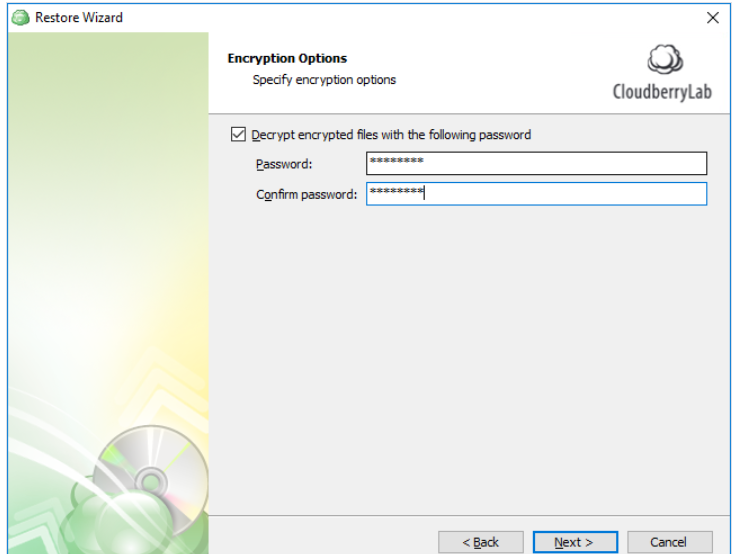 Restore Wizard
Encryption Options
Specify encryption options
CloudberryLab
Decrypt encrypted files with the following password
Password: ********
Confirm password: ********
< Back Next > Cancel